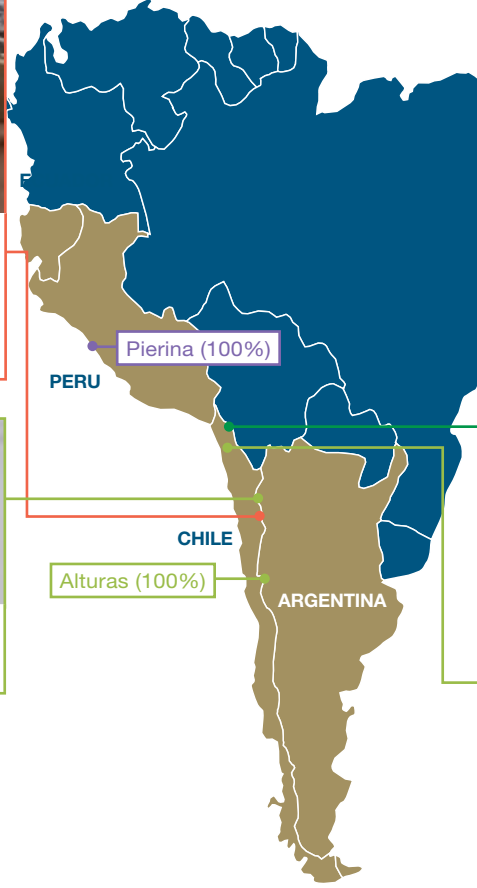 Pierina (100%)
PERU
CHILE
Alturas (100%)
ARGENTINA